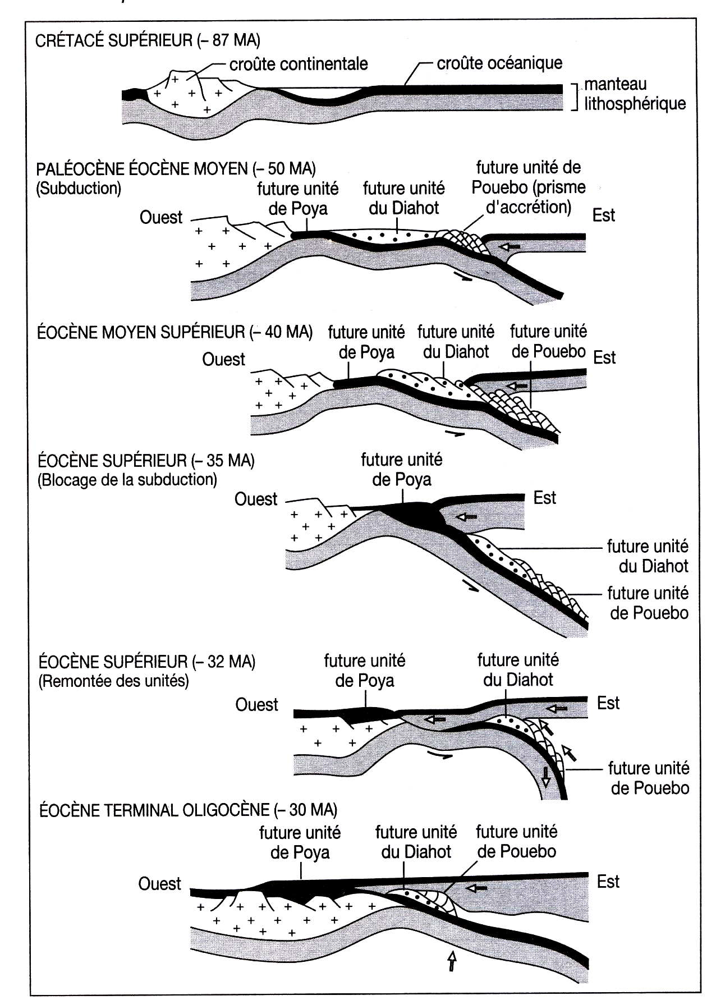 CRÉTACÉ SUPÉRIEUR (– 87 MA)
croûte continentale
croûte océanique
manteau
lithosphérique
PALÉOCÈNE ÉOCÈNE MOYEN (– 50 MA)
(Subduction)
future unité
de Poya
future unité
du Diahot
future unité de
Pouebo (prisme
d'accrétion)
Ouest
Est
ÉOCÈNE MOYEN SUPÉRIEUR (– 40 MA)
future unité
de Poya
future unité
du Diahot
future unité
de Pouebo
Ouest
Est
ÉOCÈNE SUPÉRIEUR (– 35 MA)
(Blocage de la subduction)
future unité
de Poya
Ouest
Est
future unité
du Diahot
future unité
de Pouebo
ÉOCÈNE SUPÉRIEUR (– 32 MA)
(Remontée des unités)
future unité
de Poya
future unité
du Diahot
Ouest
Est
future unité
de Pouebo
ÉOCÈNE TERMINAL OLIGOCÈNE (– 30 MA)
future unité
de Poya
future unité
du Diahot
future unité
de Pouebo
Ouest
Est